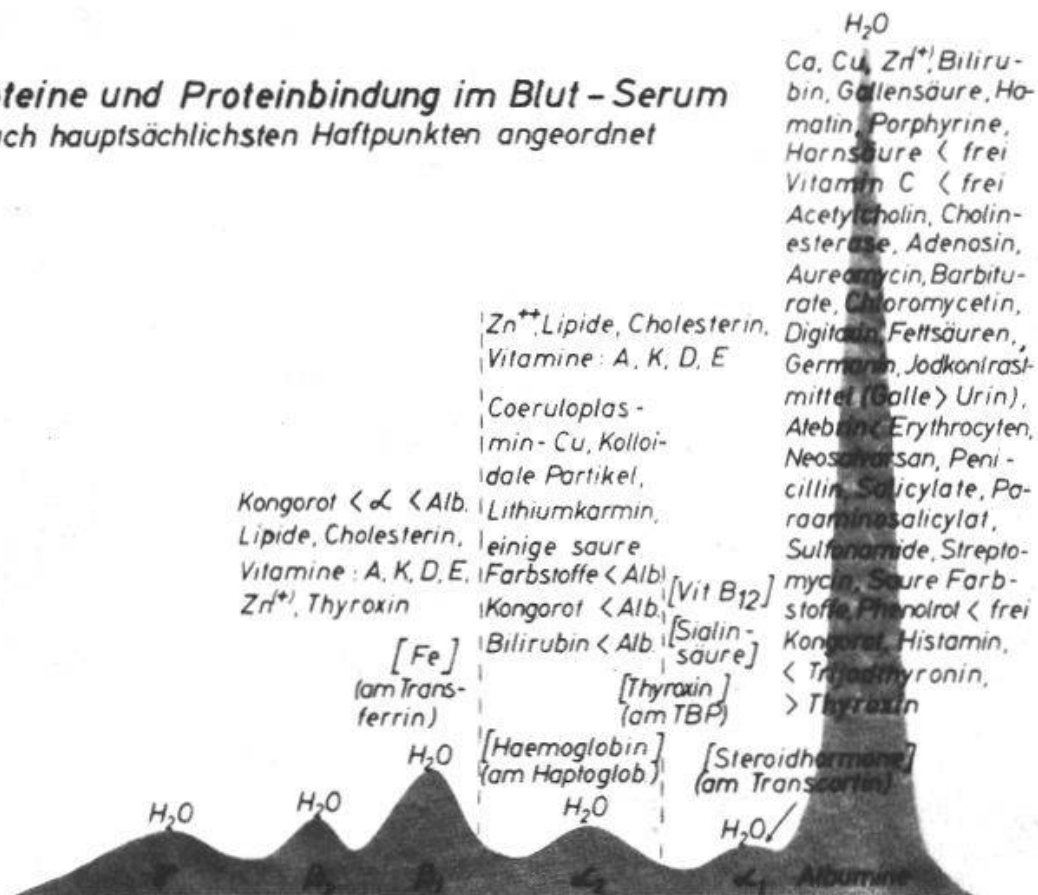 teine und Proteinbindung im Blut - Serum
ch hauptsächlichsten Haftpunkten angeordnet
H₂O
Ca, Cu, Zn⁽⁺⁾, Biliru-
bin, Gallensäure, Hä-
matin, Porphyrine,
Harnsäure < frei
Vitamin C < frei
Acetylcholin, Cholin-
esterase, Adenosin,
Aureomycin, Barbitu-
rate, Chloromycetin,
Digitoxin, Fettsäuren,
Germanin, Jodkontrast-
mittel (Galle > Urin),
Atebrin < Erythrocyten,
Neosalvarsan, Peni-
cillin, Salicylate, Pa-
raaminosalicylat,
Sulfonamide, Strepto-
mycin, Saure Farb-
stoffe, Phenolrot < frei
Kongorot, Histamin,
< Trijodthyronin,
> Thyroxin
Zn⁺⁺, Lipide, Cholesterin,
Vitamine : A, K, D, E
Coeruloplas -
min - Cu, Kolloi-
dale Partikel,
Lithiumkarmin,
einige saure
Farbstoffe < Alb
Kongorot < Alb.
Bilirubin < Alb.
Kongorot < α < Alb.
Lipide, Cholesterin,
Vitamine : A, K, D, E,
Zn⁽⁺⁾, Thyroxin
[Fe]
(am Trans-
ferrin)
[Vit B₁₂]
[Sialin-
säure]
[Thyroxin]
(am TBP)
[Haemoglobin]
(am Haptoglob)
[Steroidhormone]
(am Transcortin)
H₂O
H₂O
H₂O
H₂O
H₂O
γ
β₂
β₁
α₂
α₁
Albumine